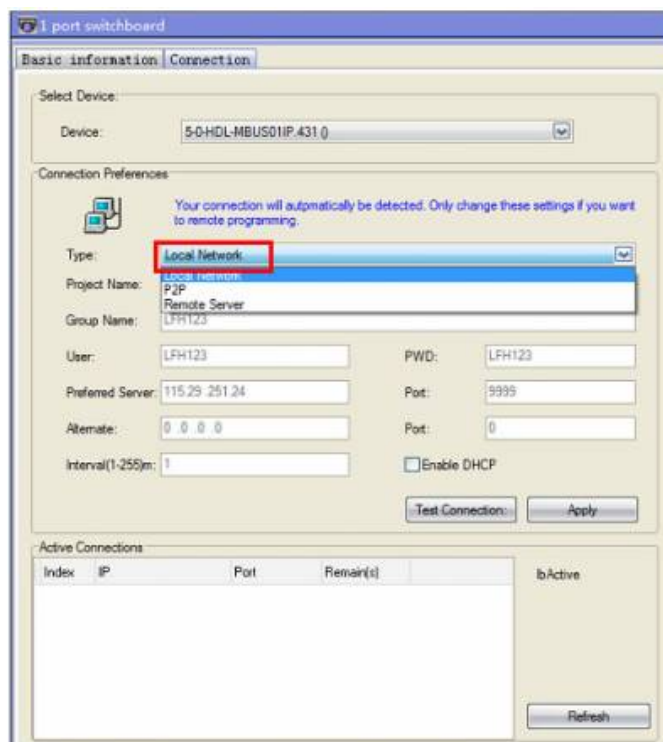 1 port switchboard
Basic information Connection
Select Device:
Device: 5-0-HDL-MBUS01IP.431 ()
Connection Preferences
Your connection will autpmatically be detected. Only change these settings if you want
to remote programming.
Type: Local Network
Local Network
Project Name: P2P
Remote Server
Group Name: LFH123
User: LFH123 PWD: LFH123
Preferred Server: 115.29 .251.24 Port: 9999
Alternate: 0 .0 .0 .0 Port: 0
Interval(1-255)m: 1 Enable DHCP
Test Connection: Apply
Active Connections
Index IP Port Remain(s) lbActive
Refresh